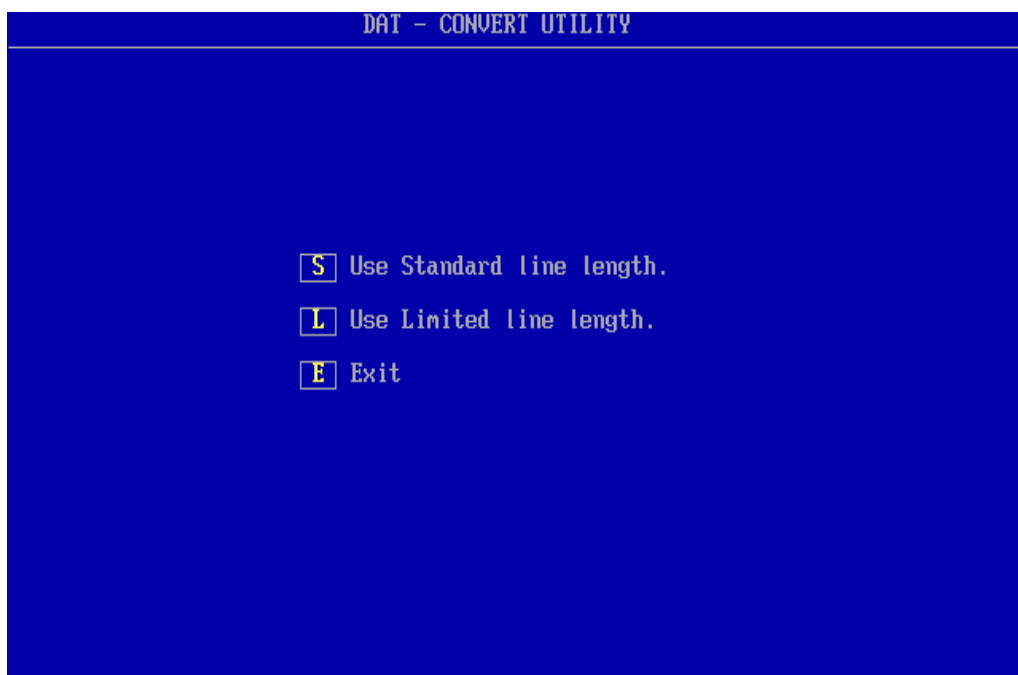 DAT - CONVERT UTILITY
S Use Standard line length.
L Use Limited line length.
E Exit